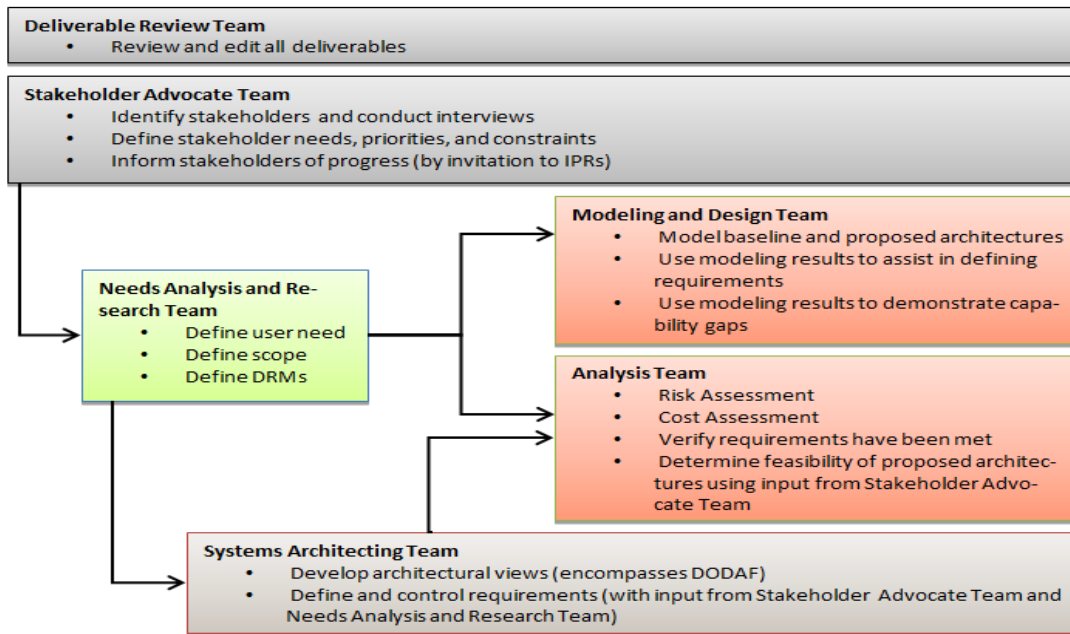 Deliverable Review Team
• Review and edit all deliverables
Stakeholder Advocate Team
• Identify stakeholders and conduct interviews
• Define stakeholder needs, priorities, and constraints
• Inform stakeholders of progress (by invitation to IPRs)
Modeling and Design Team
• Model baseline and proposed architectures
• Use modeling results to assist in defining
requirements
• Use modeling results to demonstrate capa-
bility gaps
Needs Analysis and Re-
search Team
• Define user need
• Define scope
• Define DRMs
Analysis Team
• Risk Assessment
• Cost Assessment
• Verify requirements have been met
• Determine feasibility of proposed architec-
tures using input from Stakeholder Advo-
cate Team
Systems Architecting Team
• Develop architectural views (encompasses DODAF)
• Define and control requirements (with input from Stakeholder Advocate Team and
Needs Analysis and Research Team)